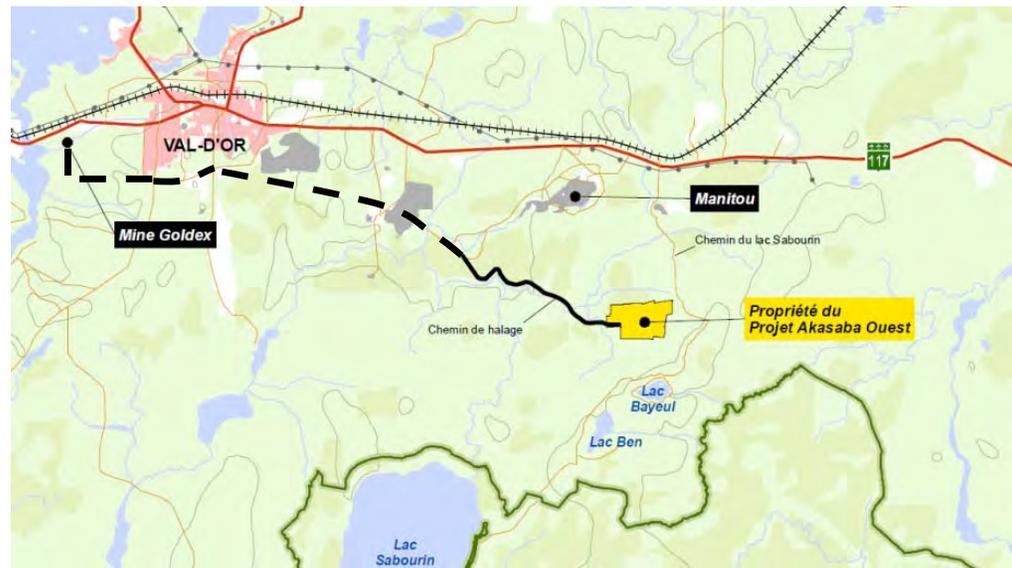 VAL-D'OR
117
Manitou
Mine Goldex
Chemin du lac Sabourin
Propriété du
Projet Akasaba Ouest
Chemin de halage
Lac
Bayeul
Lac Ben
Lac
Sabourin